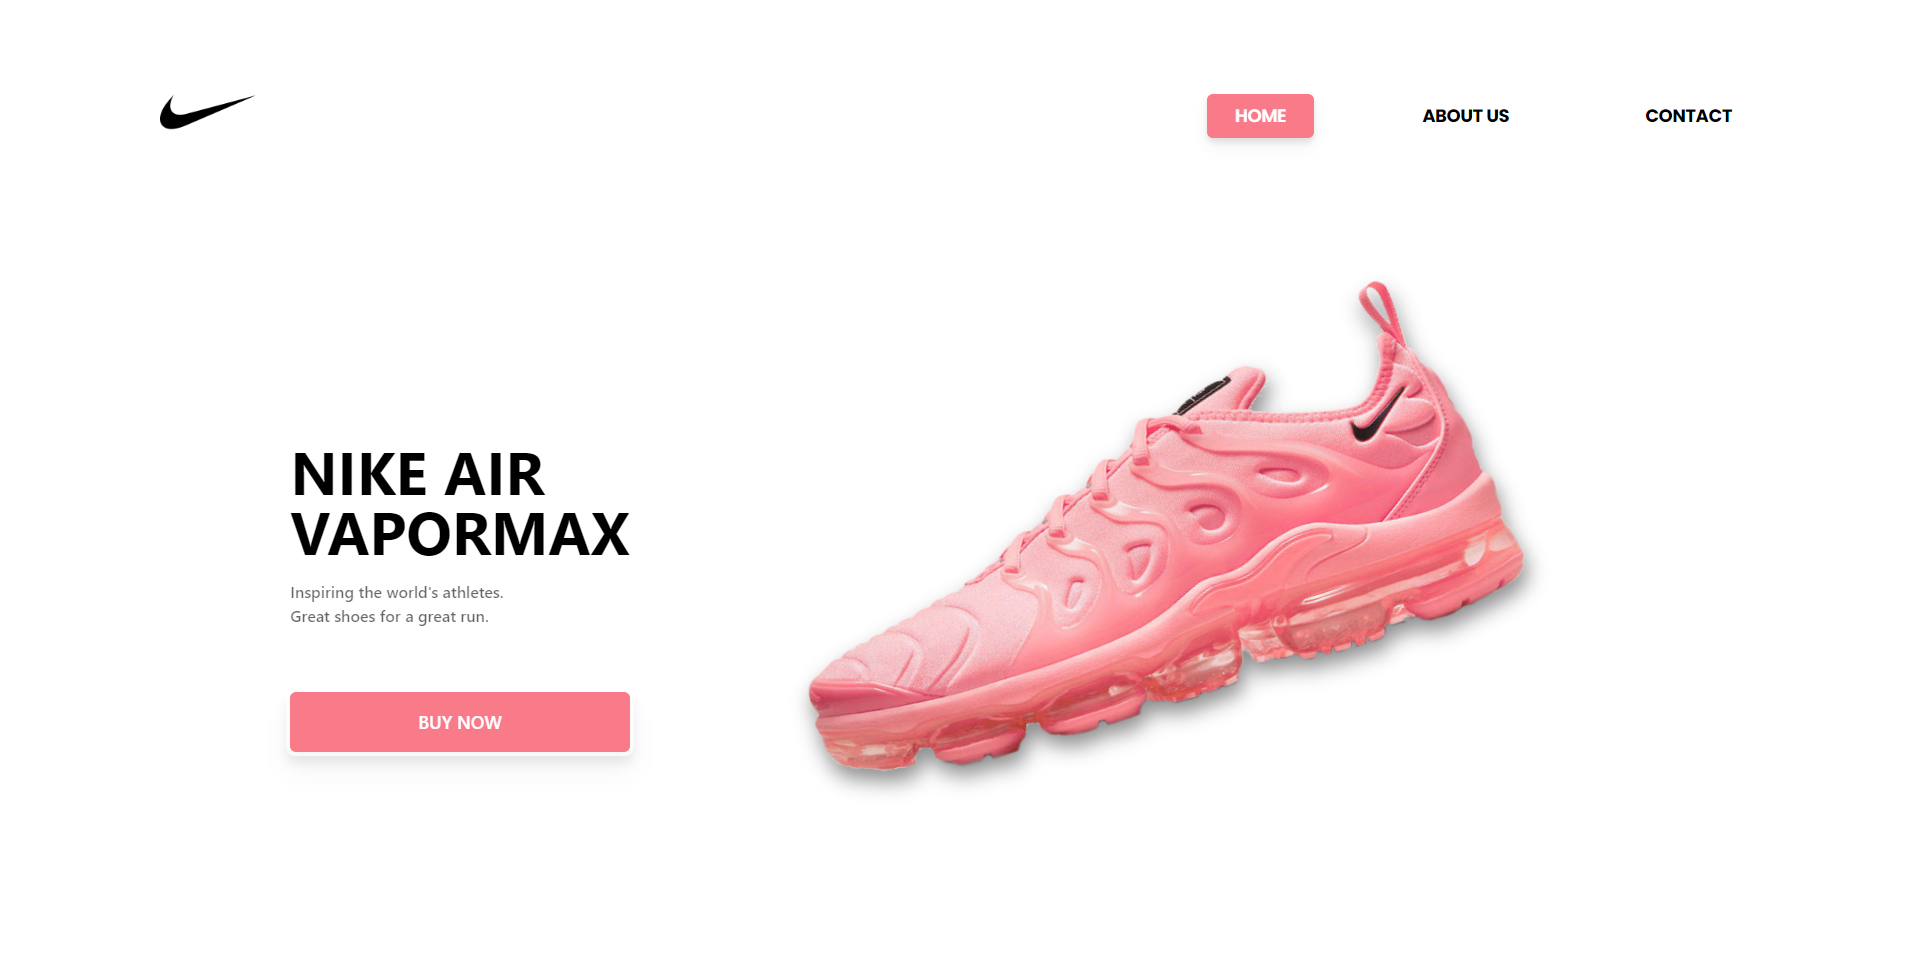 HOME
ABOUT US
CONTACT
NIKE AIR
VAPORMAX
Inspiring the world's athletes.
Great shoes for a great run.
BUY NOW